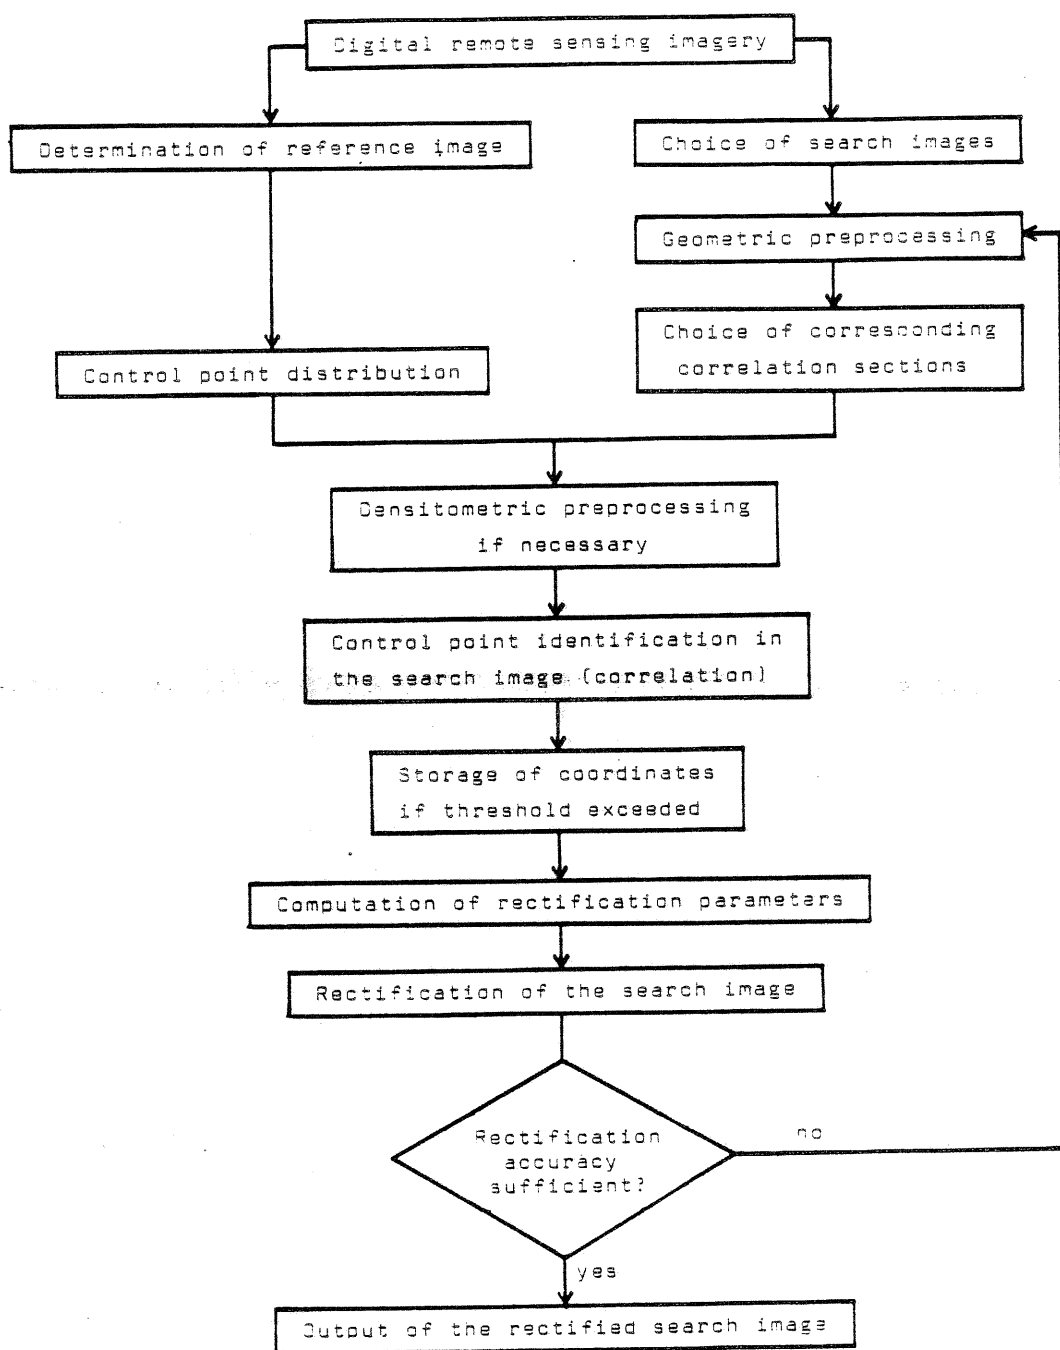 Digital remote sensing imagery
Determination of reference image
Choice of search images
Geometric preprocessing
Choice of corresponding
correlation sections
Control point distribution
Densitometric preprocessing
if necessary
Control point identification in
the search image (correlation)
Storage of coordinates
if threshold exceeded
Computation of rectification parameters
Rectification of the search image
Rectification
accuracy
sufficient?
no
yes
Output of the rectified search image